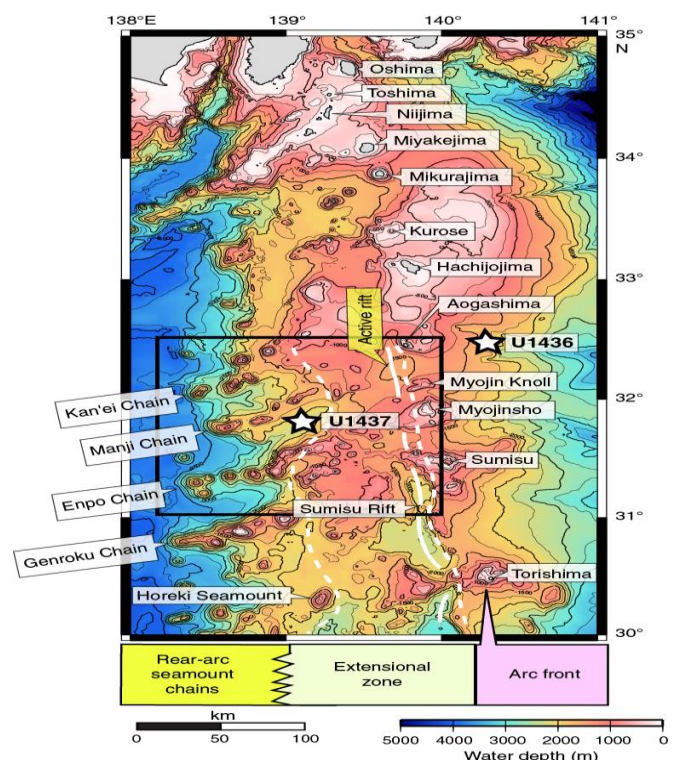 138°E
139°
140°
141°
35°
N
Oshima
Toshima
Niijima
Miyakejima
34°
Mikurajima
Kurose
33°
Hachijojima
Active rift
Aogashima
U1436
Myojin Knoll
Kan'ei Chain
32°
Myojinsho
U1437
Manji Chain
Sumisu
Enpo Chain
Sumisu Rift
31°
Genroku Chain
Torishima
Horeki Seamount
30°
Rear-arc
seamount
chains
Extensional
zone
Arc front
km
0 50 100
5000 4000 3000 2000 1000 0
Water depth (m)